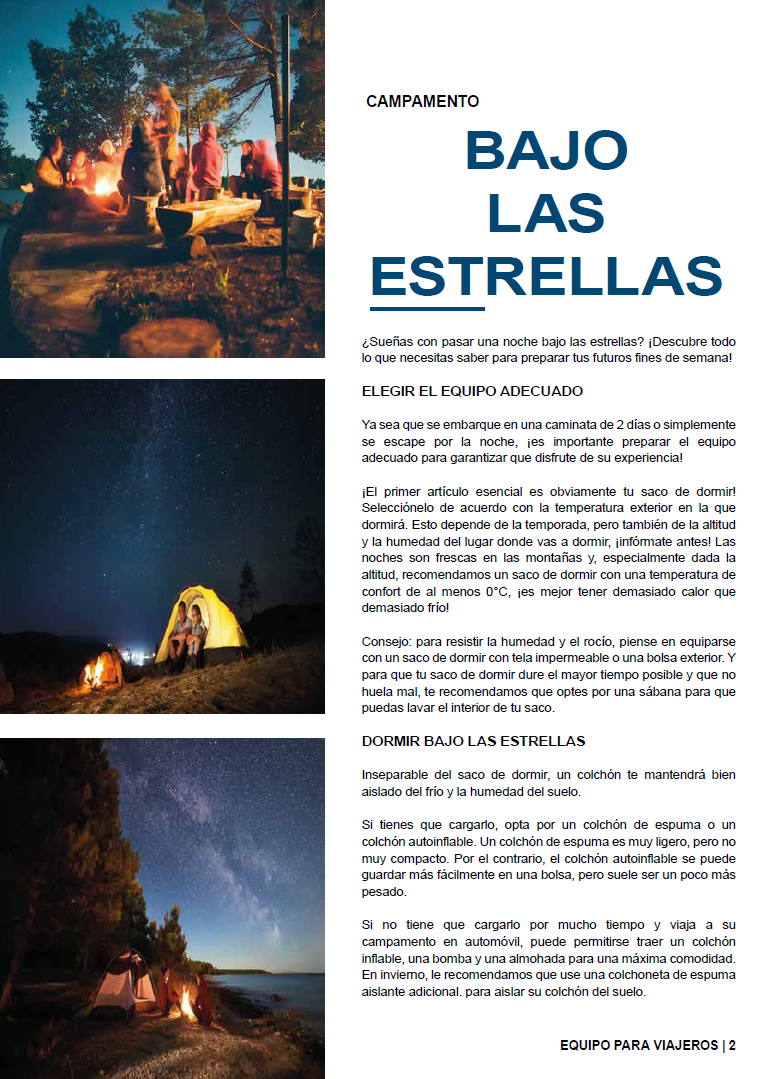 CAMPAMENTO
BAJO
LAS
ESTRELLAS
¿Sueñas con pasar una noche bajo las estrellas? ¡Descubre todo
lo que necesitas saber para preparar tus futuros fines de semana!
ELEGIR EL EQUIPO ADECUADO
Ya sea que se embarque en una caminata de 2 días o simplemente
se escape por la noche, ¡es importante preparar el equipo
adecuado para garantizar que disfrute de su experiencia!
¡El primer artículo esencial es obviamente tu saco de dormir!
Selecciónelo de acuerdo con la temperatura exterior en la que
dormirá. Esto depende de la temporada, pero también de la altitud
y la humedad del lugar donde vas a dormir, ¡infórmate antes! Las
noches son frescas en las montañas y, especialmente dada la
altitud, recomendamos un saco de dormir con una temperatura de
confort de al menos 0°C, ¡es mejor tener demasiado calor que
demasiado frío!
Consejo: para resistir la humedad y el rocío, piense en equiparse
con un saco de dormir con tela impermeable o una bolsa exterior. Y
para que tu saco de dormir dure el mayor tiempo posible y que no
huela mal, te recomendamos que optes por una sábana para que
puedas lavar el interior de tu saco.
DORMIR BAJO LAS ESTRELLAS
Inseparable del saco de dormir, un colchón te mantendrá bien
aislado del frío y la humedad del suelo.
Si tienes que cargarlo, opta por un colchón de espuma o un
colchón autoinflable. Un colchón de espuma es muy ligero, pero no
muy compacto. Por el contrario, el colchón autoinflable se puede
guardar más fácilmente en una bolsa, pero suele ser un poco más
pesado.
Si no tiene que cargarlo por mucho tiempo y viaja a su
campamento en automóvil, puede permitirse traer un colchón
inflable, una bomba y una almohada para una máxima comodidad.
En invierno, le recomendamos que use una colchoneta de espuma
aislante adicional. para aislar su colchón del suelo.
EQUIPO PARA VIAJEROS | 2